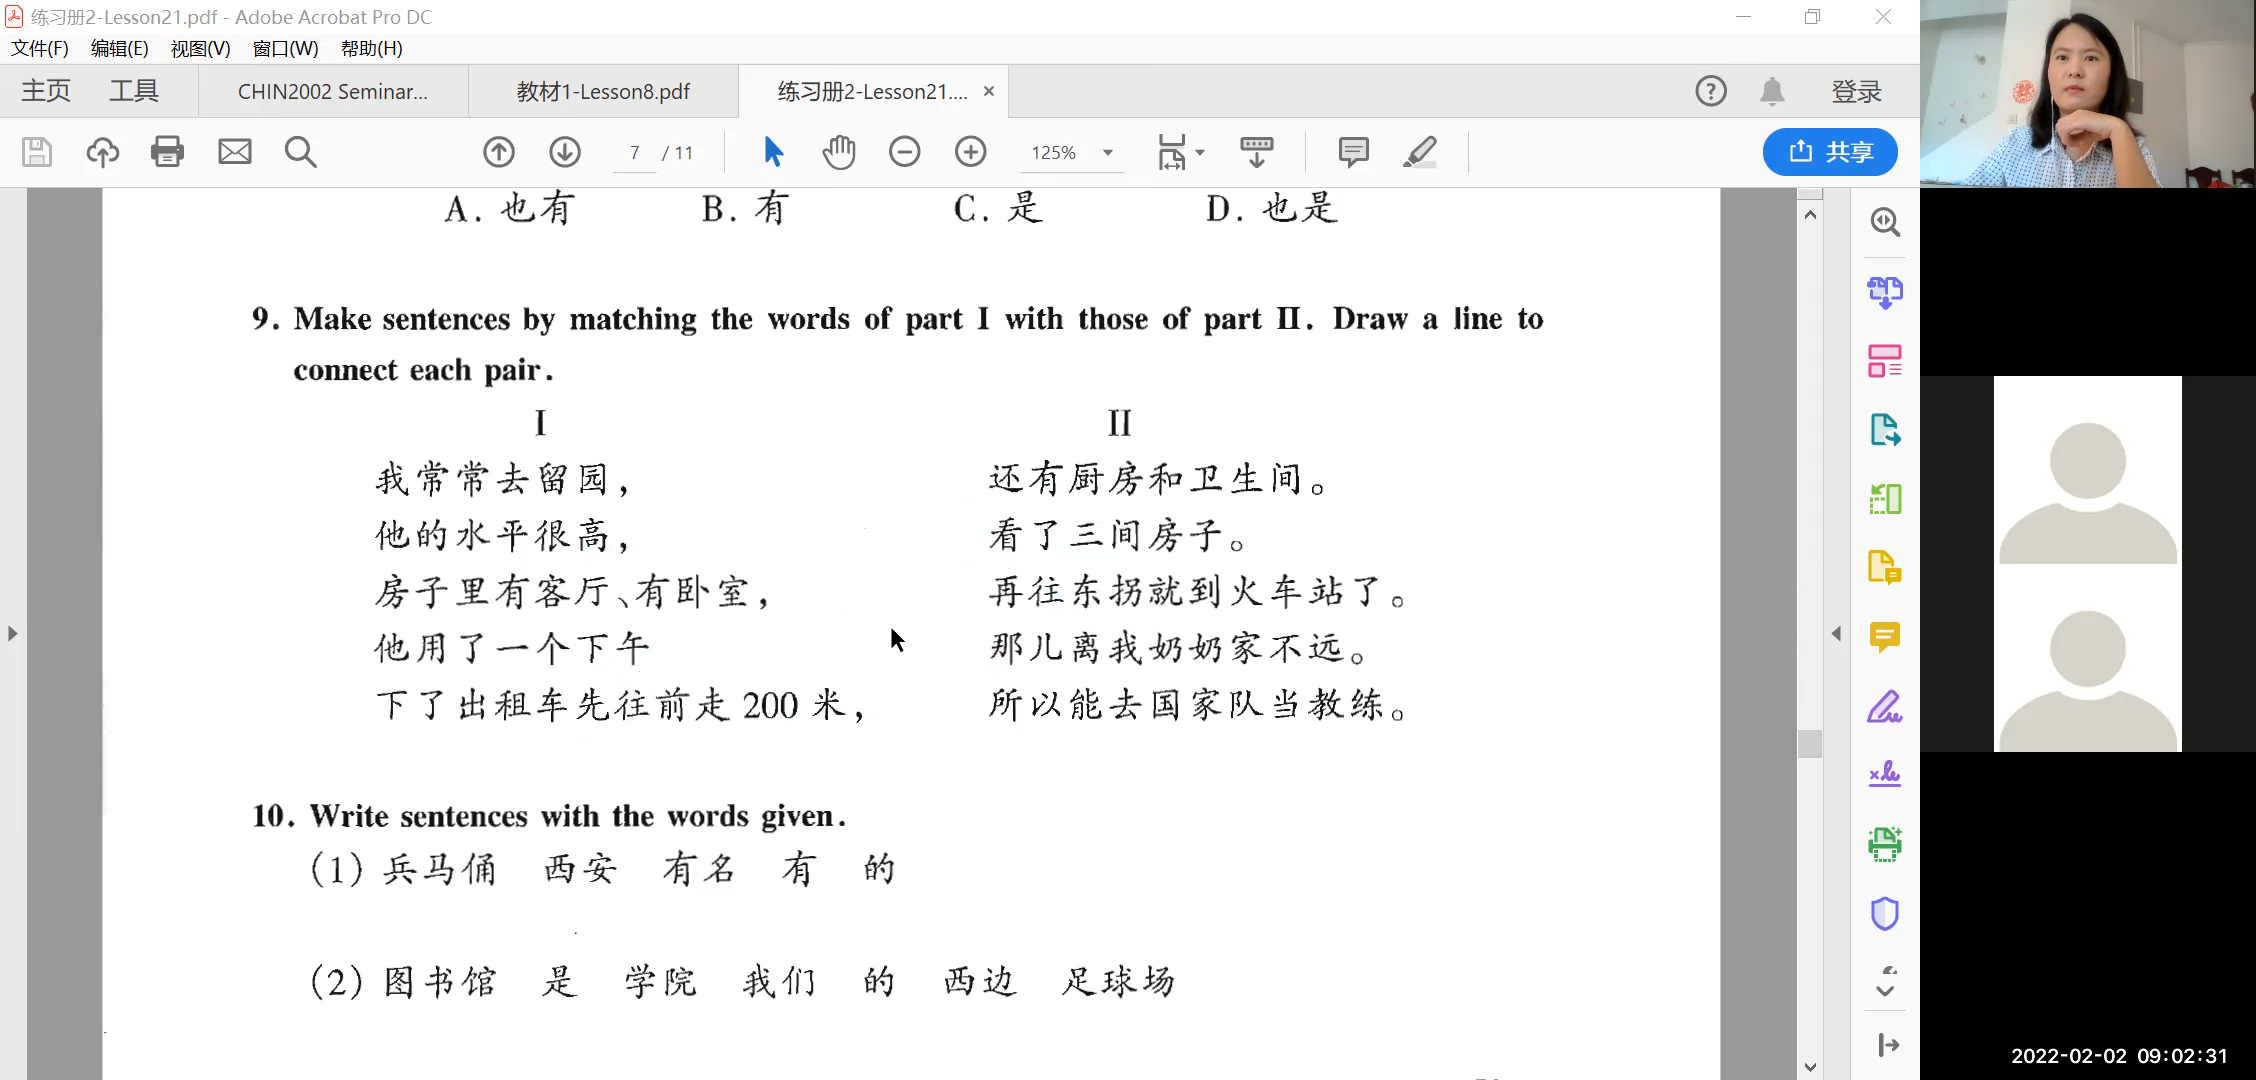 练习册2-Lesson21.pdf - Adobe Acrobat Pro DC
文件(F) 编辑(E) 视图(V) 窗口(W) 帮助(H)
主页 工具 CHIN2002 Seminar... 教材1-Lesson8.pdf 练习册2-Lesson21.... × 登录
7 / 11 125% 共享
A. 也有 B. 有 C. 是 D. 也是
9. Make sentences by matching the words of part I with those of part II. Draw a line to
connect each pair.
I II
我常常去留园， 还有厨房和卫生间。
他的水平很高， 看了三间房子。
房子里有客厅、有卧室， 再往东拐就到火车站了。
他用了一个下午 那儿离我奶奶家不远。
下了出租车先往前走 200 米， 所以能去国家队当教练。
10. Write sentences with the words given.
(1) 兵马俑 西安 有名 有 的
(2) 图书馆 是 学院 我们 的 西边 足球场
2022-02-02 09:02:31